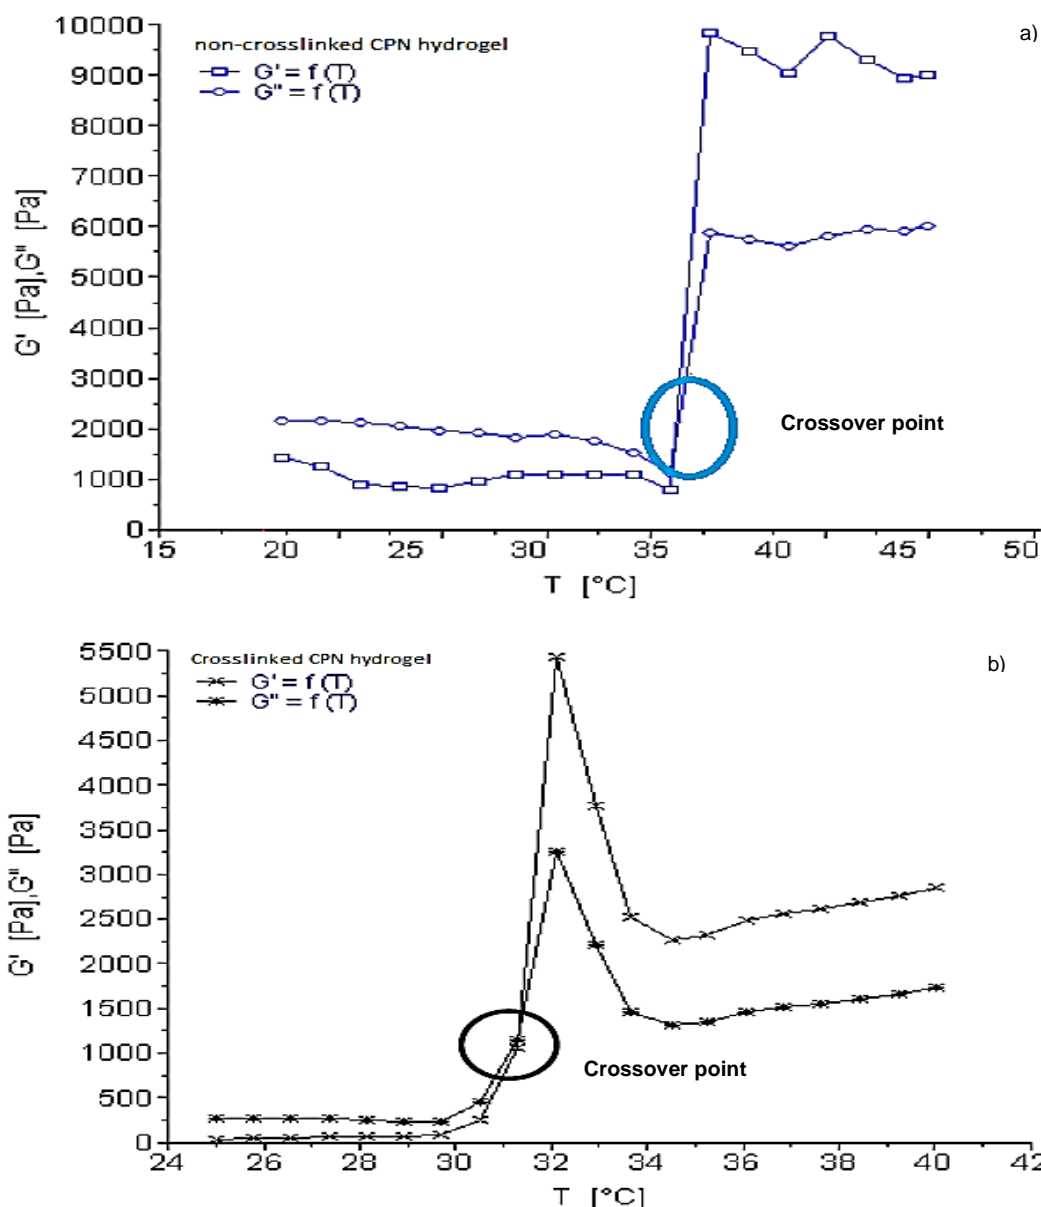 10000
a)
non-crosslinked CPN hydrogel
G' = f (T)
G" = f (T)
9000
8000
7000
6000
5000
4000
3000
2000
1000
0
G' [Pa],G" [Pa]
Crossover point
15 20 25 30 35 40 45 50
T [°C]
5500
b)
Crosslinked CPN hydrogel
G' = f (T)
G" = f (T)
5000
4500
4000
3500
3000
2500
2000
1500
1000
500
0
G' [Pa],G" [Pa]
Crossover point
24 26 28 30 32 34 36 38 40 42
T [°C]